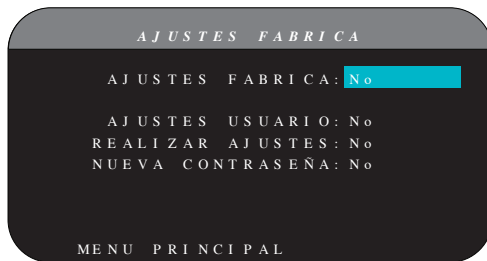 AJUSTES FABRICA
AJUSTES FABRICA: No
AJUSTES USUARIO: No
REALIZAR AJUSTES: No
NUEVA CONTRASEÑA: No
MENU PRINCIPAL